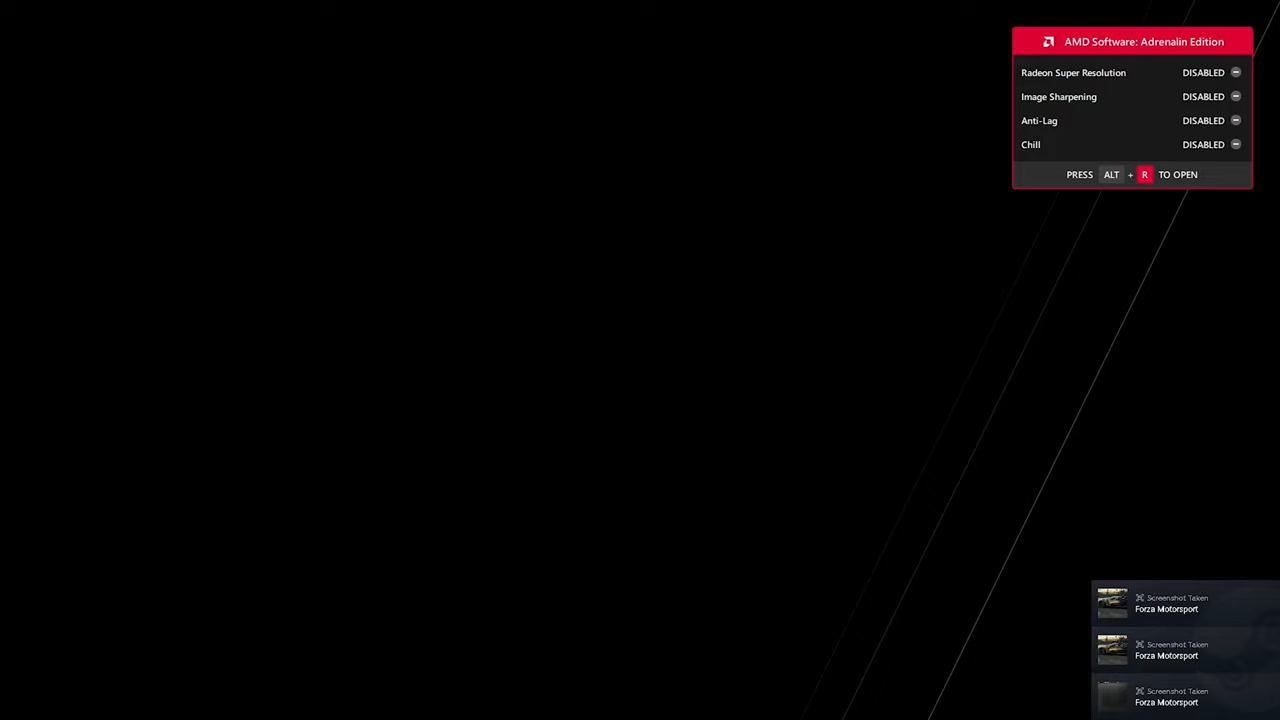 AMD Software: Adrenalin Edition
Radeon Super Resolution DISABLED
Image Sharpening DISABLED
Anti-Lag DISABLED
Chill DISABLED
PRESS ALT + R TO OPEN
Screenshot Taken
Forza Motorsport
Screenshot Taken
Forza Motorsport
Screenshot Taken
Forza Motorsport